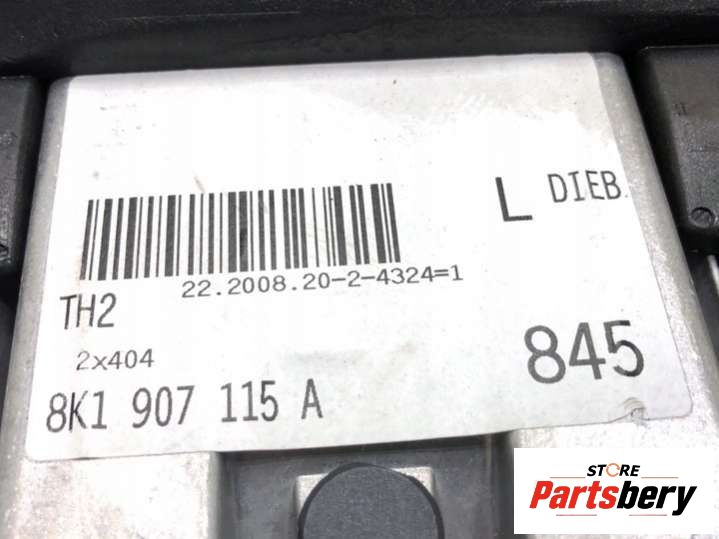 L DIEB.
22.2008.20-2-4324=1
TH2
2x404
845
8K1 907 115 A
STORE
Partsbery